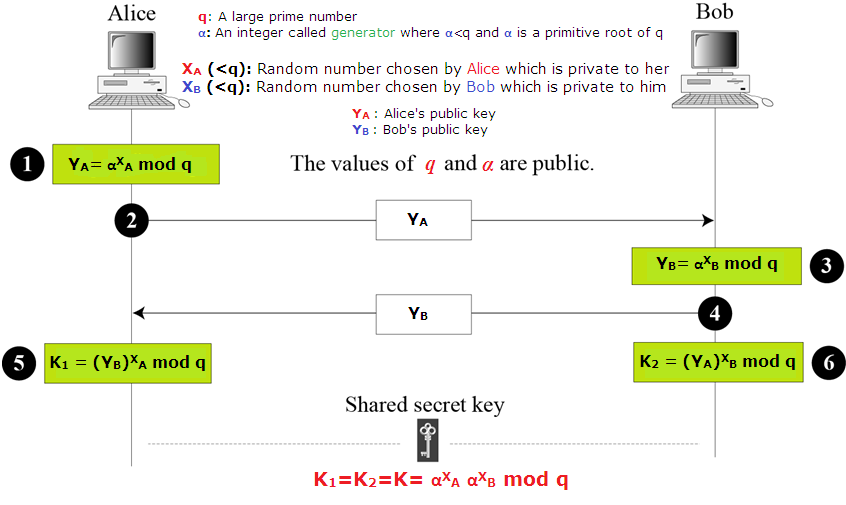 Alice
Bob
q: A large prime number
α: An integer called generator where α<q and α is a primitive root of q
XA (<q): Random number chosen by Alice which is private to her
XB (<q): Random number chosen by Bob which is private to him
YA : Alice's public key
YB : Bob's public key
1
YA= αXA mod q
The values of q and α are public.
2
YA
YB= αXB mod q
3
YB
4
5
K1 = (YB)XA mod q
K2 = (YA)XB mod q
6
Shared secret key
K1=K2=K= αXA αXB mod q